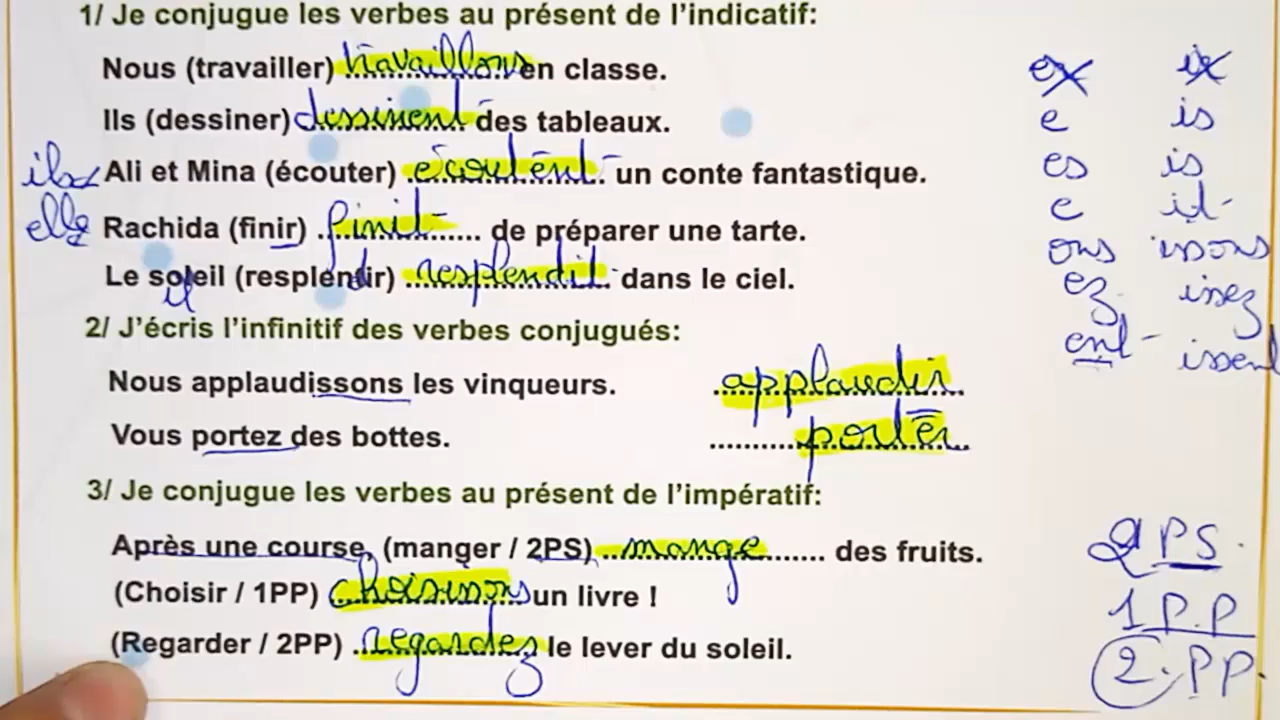 1/ Je conjugue les verbes au présent de l'indicatif:
Nous (travailler) travaillons en classe.
Ils (dessiner) dessinent des tableaux.
ils Ali et Mina (écouter) écoutent un conte fantastique.
elle Rachida (finir) finit de préparer une tarte.
Le soleil (resplendir) resplendit dans le ciel.
il
2/ J'écris l'infinitif des verbes conjugués:
Nous applaudissons les vinqueurs. applaudir
Vous portez des bottes. porter
3/ Je conjugue les verbes au présent de l'impératif:
Après une course, (manger / 2PS) mange des fruits.
(Choisir / 1PP) choisissons un livre !
(Regarder / 2PP) regardez le lever du soleil.
er ir
e is
es is
e it
ons issons
ez issez
ent issent
2PS.
1P.P
2.PP.